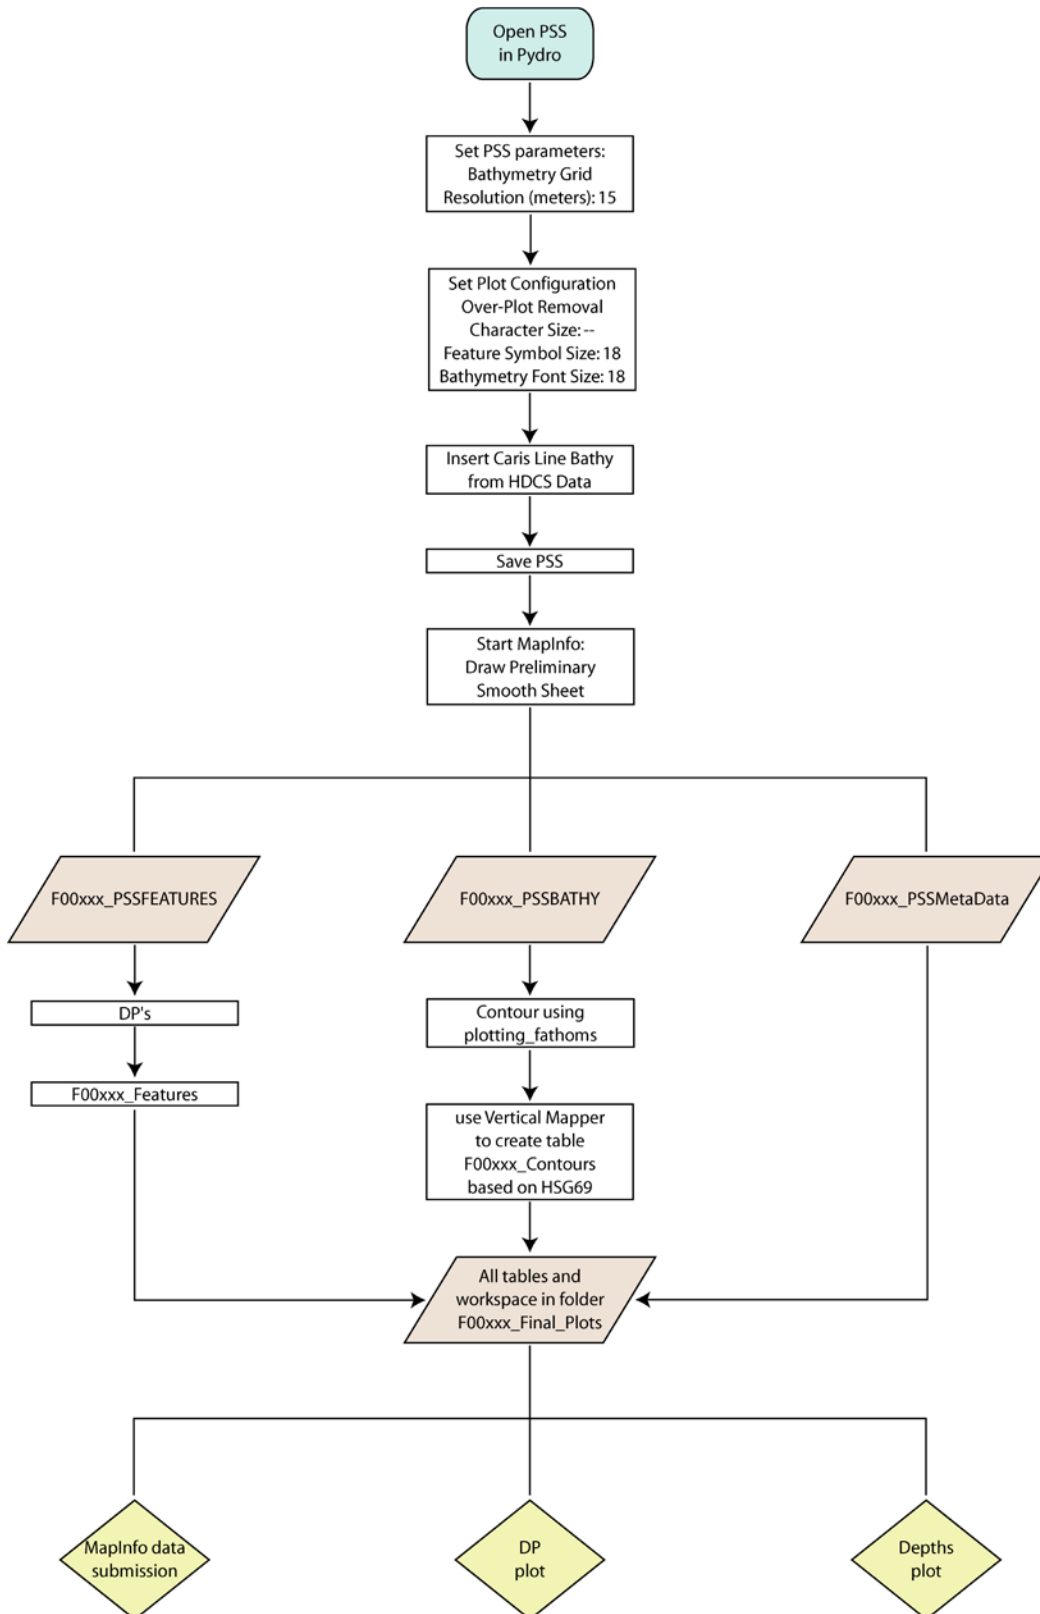 Open PSS
in Pydro
Set PSS parameters:
Bathymetry Grid
Resolution (meters): 15
Set Plot Configuration
Over-Plot Removal
Character Size: --
Feature Symbol Size: 18
Bathymetry Font Size: 18
Insert Caris Line Bathy
from HDCS Data
Save PSS
Start MapInfo:
Draw Preliminary
Smooth Sheet
F00xxx_PSSFEATURES
F00xxx_PSSBATHY
F00xxx_PSSMetaData
DP's
F00xxx_Features
Contour using
plotting_fathoms
use Vertical Mapper
to create table
F00xxx_Contours
based on HSG69
All tables and
workspace in folder
F00xxx_Final_Plots
MapInfo data
submission
DP
plot
Depths
plot